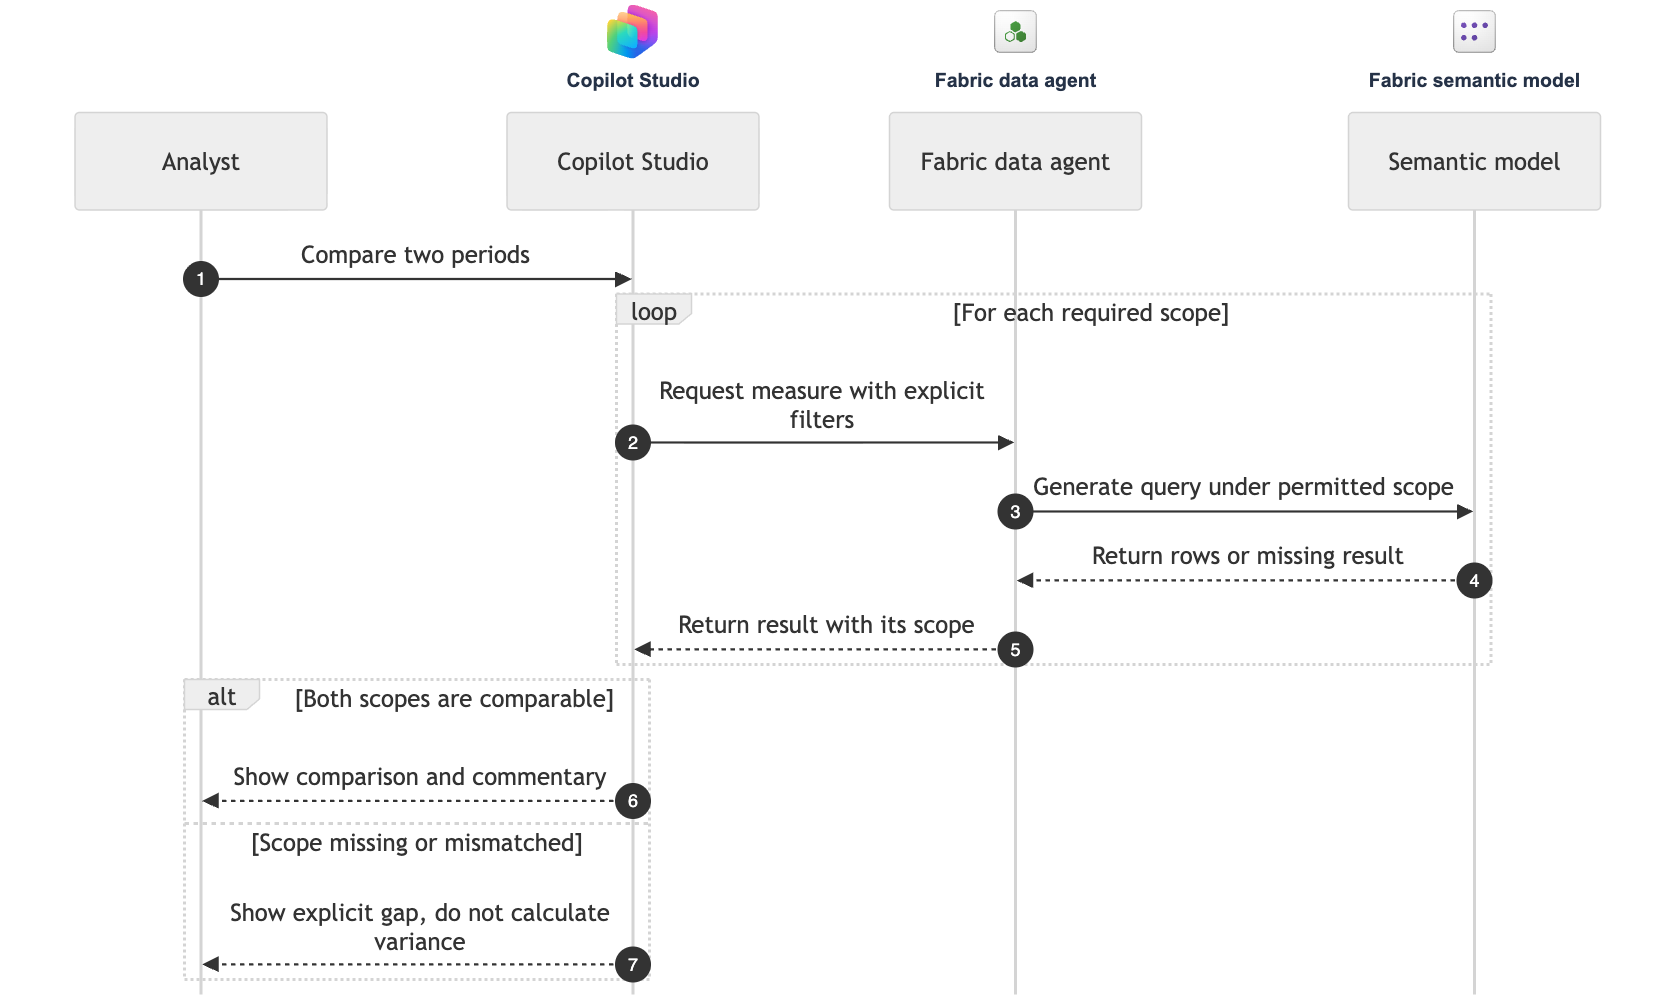 Copilot Studio
Fabric data agent
Fabric semantic model
Analyst
Copilot Studio
Fabric data agent
Semantic model
Compare two periods
1
loop
[For each required scope]
Request measure with explicit
filters
2
Generate query under permitted scope
3
Return rows or missing result
4
Return result with its scope
5
alt
[Both scopes are comparable]
Show comparison and commentary
6
[Scope missing or mismatched]
Show explicit gap, do not calculate
variance
7